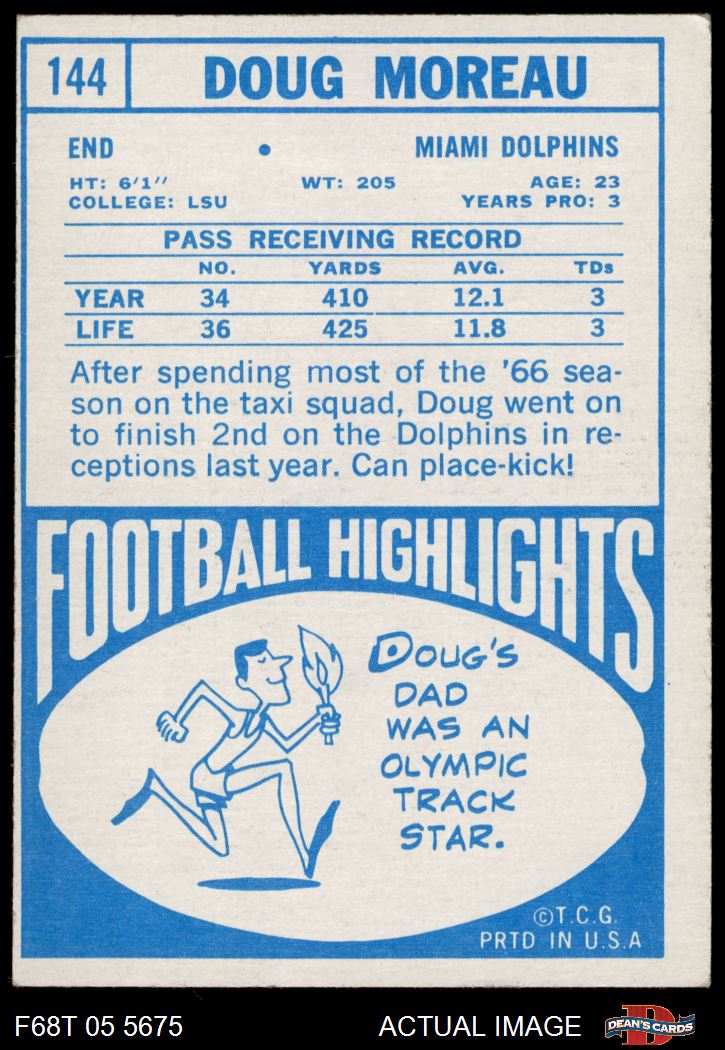 144 DOUG MOREAU
END • MIAMI DOLPHINS
HT: 6'1" WT: 205 AGE: 23
COLLEGE: LSU YEARS PRO: 3
PASS RECEIVING RECORD
NO. YARDS AVG. TDs
YEAR 34 410 12.1 3
LIFE 36 425 11.8 3
After spending most of the '66 sea-
son on the taxi squad, Doug went on
to finish 2nd on the Dolphins in re-
ceptions last year. Can place-kick!
FOOTBALL HIGHLIGHTS
DOUG'S
DAD
WAS AN
OLYMPIC
TRACK
STAR.
©T.C.G.
PRTD IN U.S.A
F68T 05 5675 ACTUAL IMAGE D
DEAN'S CARDS